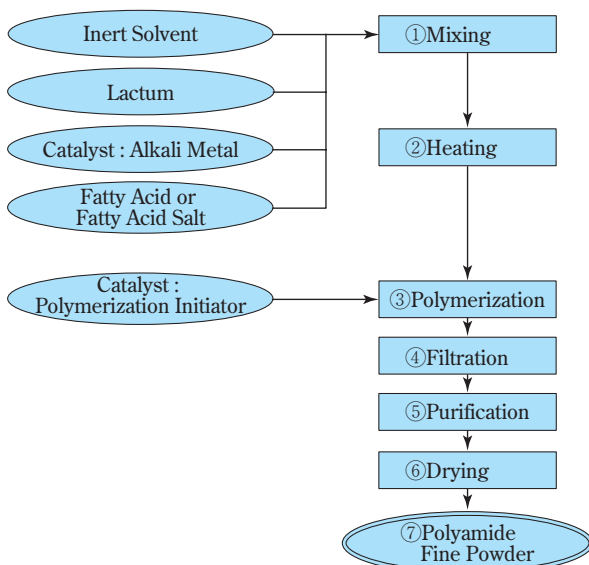 Inert Solvent
Lactum
Catalyst : Alkali Metal
Fatty Acid or
Fatty Acid Salt
Catalyst :
Polymerization Initiator
①Mixing
②Heating
③Polymerization
④Filtration
⑤Purification
⑥Drying
⑦Polyamide
Fine Powder